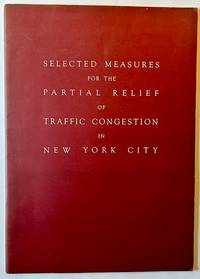 SELECTED MEASURES
FOR THE
PARTIAL RELIEF
OF
TRAFFIC CONGESTION
IN
NEW YORK CITY